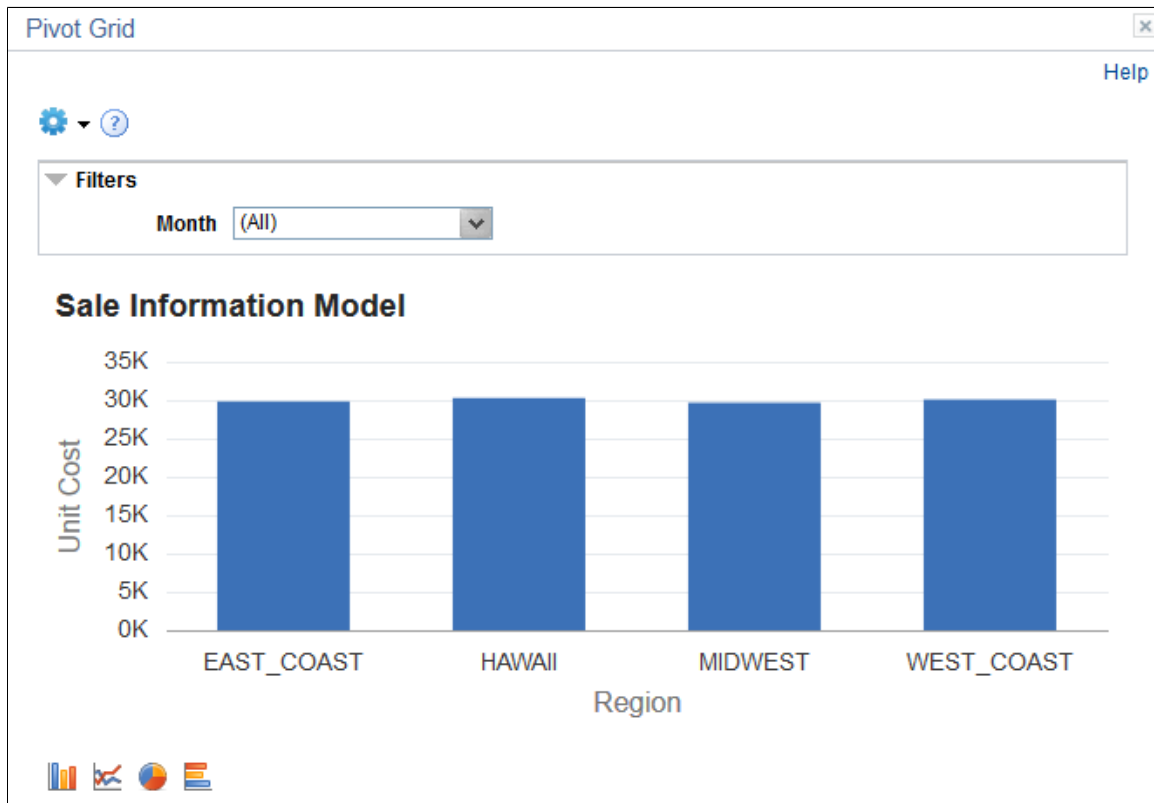 Pivot Grid
Help
Filters
Month (All)
Sale Information Model
35K
30K
25K
20K
15K
10K
5K
0K
Unit Cost
EAST_COAST HAWAII MIDWEST WEST_COAST
Region